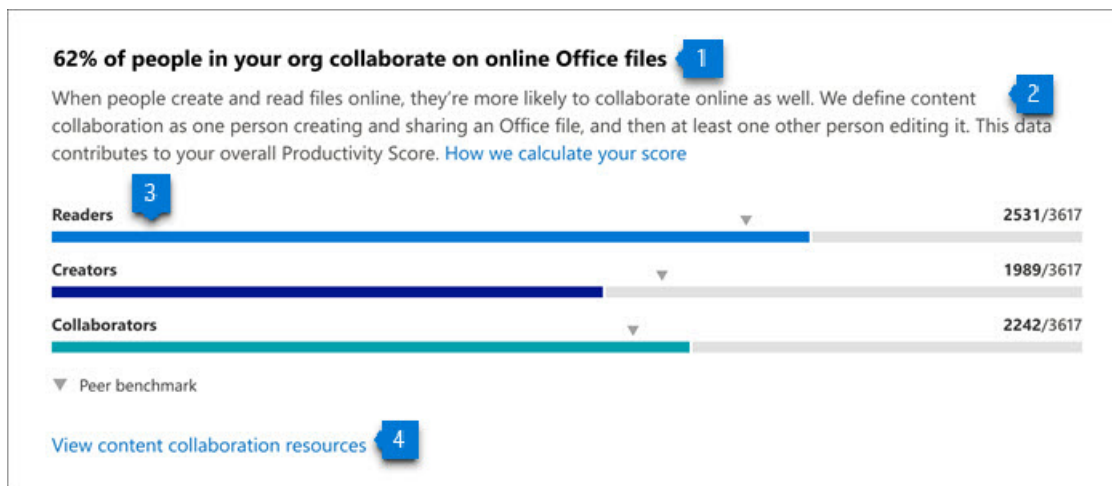 62% of people in your org collaborate on online Office files 1
When people create and read files online, they're more likely to collaborate online as well. We define content 2
collaboration as one person creating and sharing an Office file, and then at least one other person editing it. This data
contributes to your overall Productivity Score. How we calculate your score
3
Readers 2531/3617
Creators 1989/3617
Collaborators 2242/3617
Peer benchmark
View content collaboration resources 4